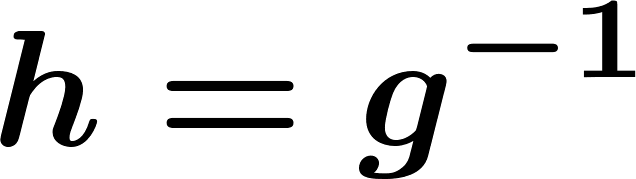 h = g⁻¹